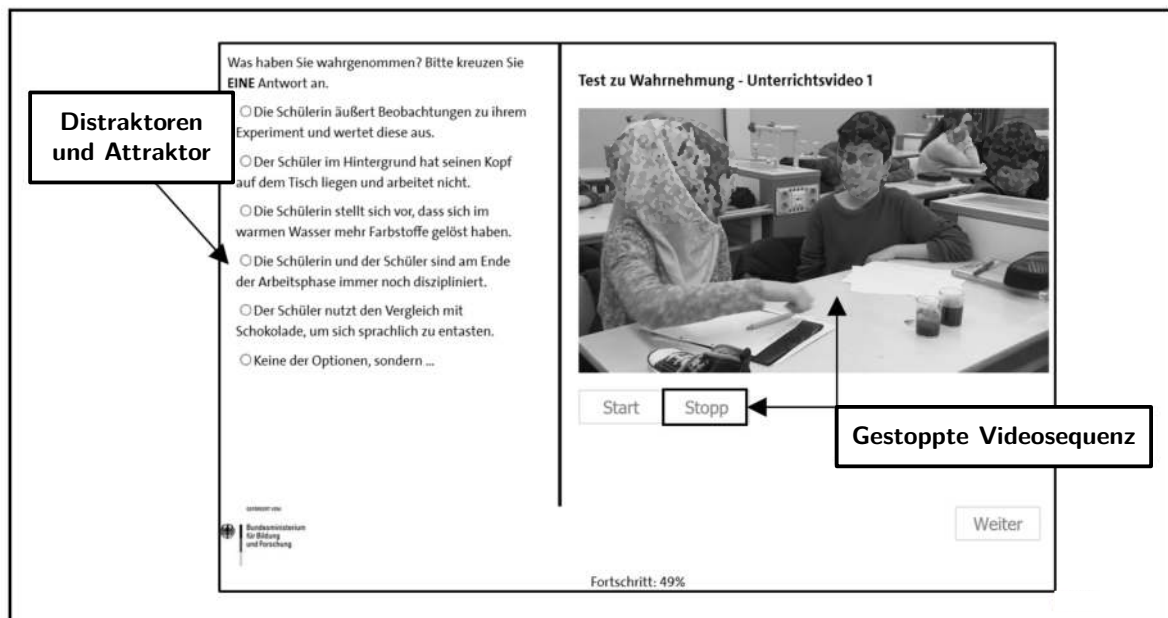 Was haben Sie wahrgenommen? Bitte kreuzen Sie
EINE Antwort an.
Die Schülerin äußert Beobachtungen zu ihrem
Experiment und wertet diese aus.
Der Schüler im Hintergrund hat seinen Kopf
auf dem Tisch liegen und arbeitet nicht.
Die Schülerin stellt sich vor, dass sich im
warmen Wasser mehr Farbstoffe gelöst haben.
Die Schülerin und der Schüler sind am Ende
der Arbeitsphase immer noch diszipliniert.
Der Schüler nutzt den Vergleich mit
Schokolade, um sich sprachlich zu entasten.
Keine der Optionen, sondern ...
Distraktoren
und Attraktor
Test zu Wahrnehmung - Unterrichtsvideo 1
Start
Stopp
Gestoppte Videosequenz
GEFÖRDERT VOM
Bundesministerium
für Bildung
und Forschung
Weiter
Fortschritt: 49%